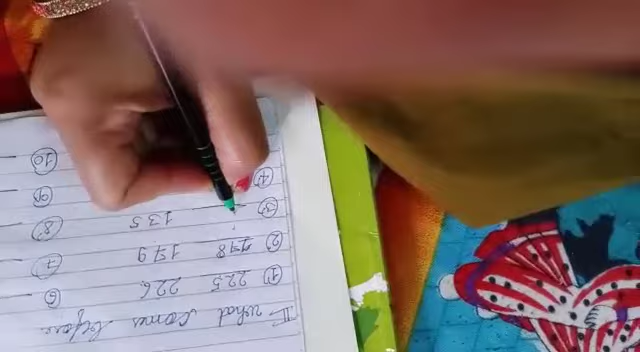 II what comes before
① 225 226 ⑥
② 178 179 ⑦
③ 135 ⑧
④ ⑨
⑩